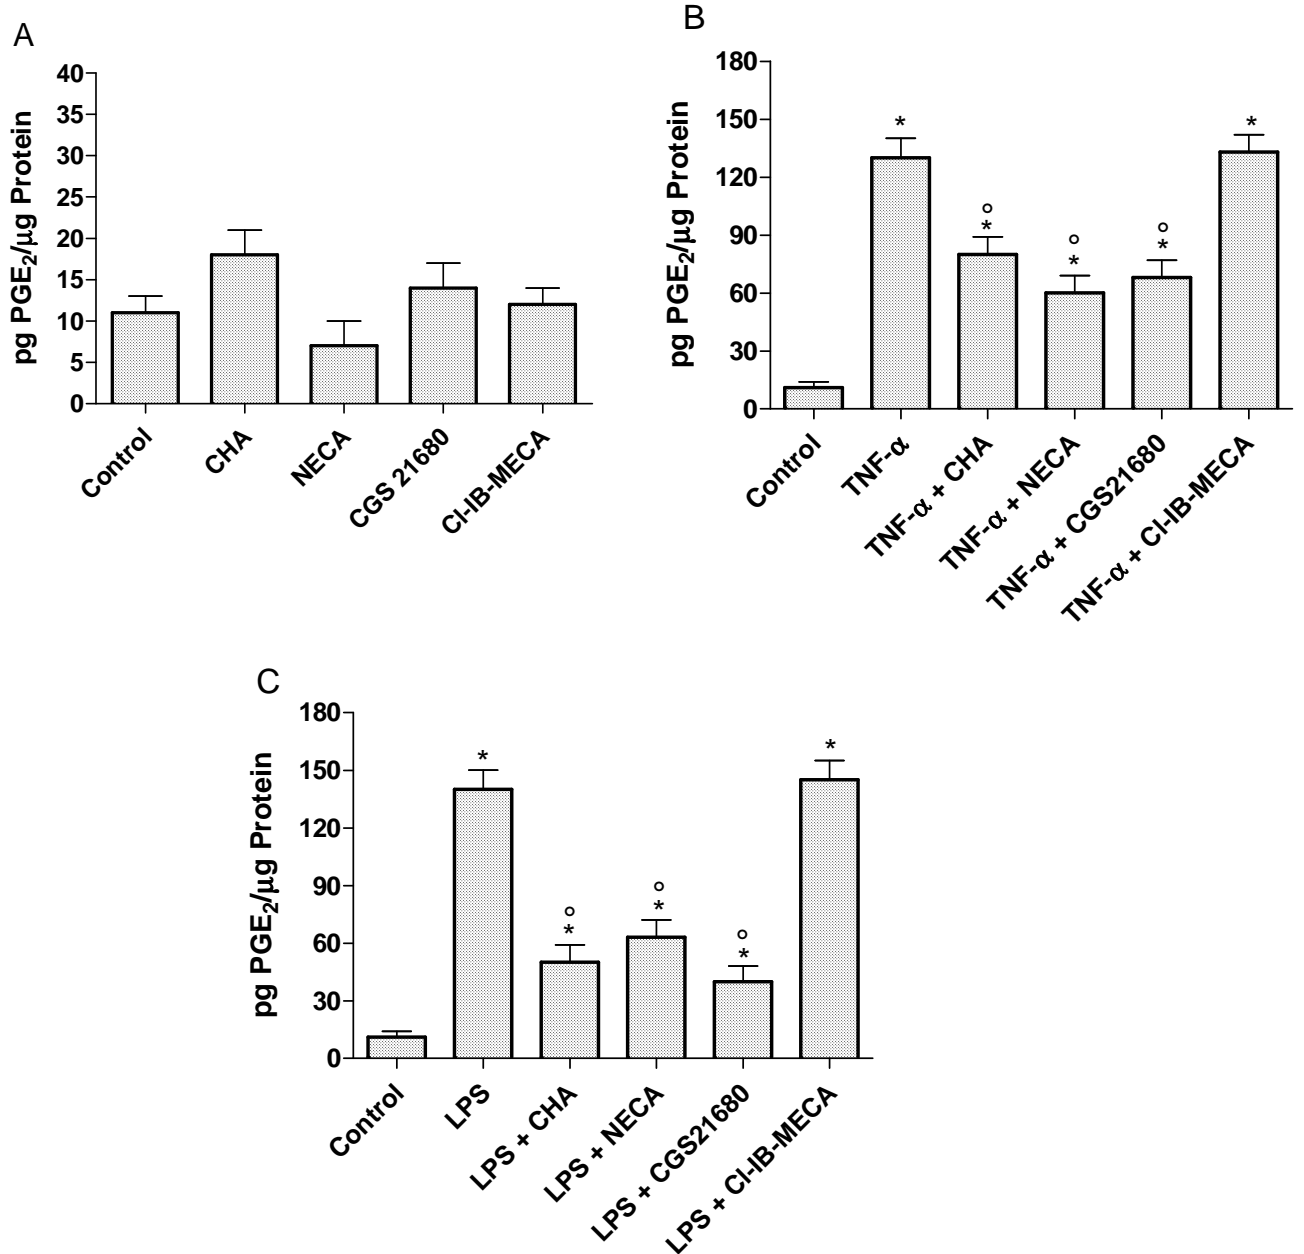 A
pg PGE2/μg Protein
40
35
30
25
20
15
10
5
0
Control
CHA
NECA
CGS 21680
Cl-IB-MECA
B
pg PGE2/μg Protein
180
150
120
90
60
30
0
*
° *
° *
° *
*
Control
TNF-α
TNF-α + CHA
TNF-α + NECA
TNF-α + CGS21680
TNF-α + Cl-IB-MECA
C
pg PGE2/μg Protein
180
150
120
90
60
30
0
*
° *
° *
° *
*
Control
LPS
LPS + CHA
LPS + NECA
LPS + CGS21680
LPS + Cl-IB-MECA